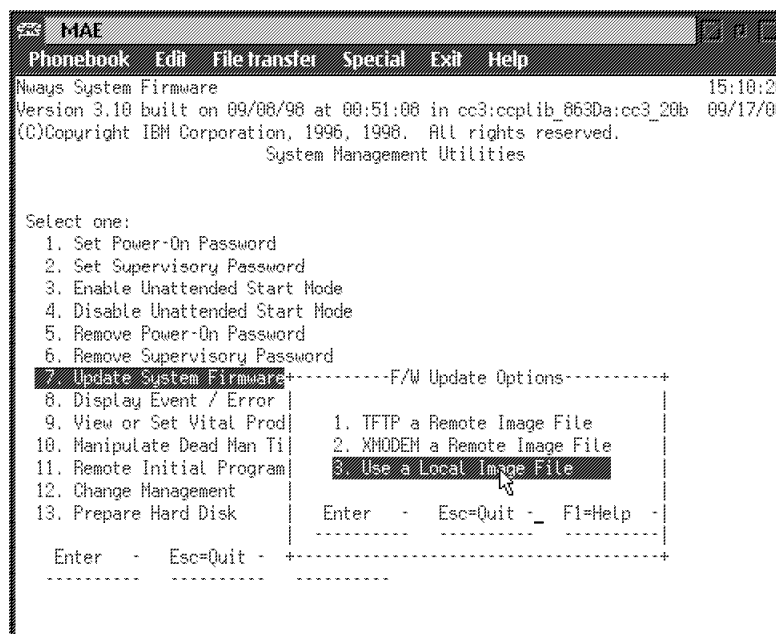 MAE
Phonebook Edit File transfer Special Exit Help
Nways System Firmware 15:10:2
Version 3.10 built on 09/08/98 at 00:51:08 in cc3:ccplib_863Da:cc3_20b 09/17/0
(C)Copyright IBM Corporation, 1996, 1998. All rights reserved.
System Management Utilities
Select one:
1. Set Power-On Password
2. Set Supervisory Password
3. Enable Unattended Start Mode
4. Disable Unattended Start Mode
5. Remove Power-On Password
6. Remove Supervisory Password
7. Update System Firmware+----------F/W Update Options----------+
8. Display Event / Error |
9. View or Set Vital Prod| 1. TFTP a Remote Image File |
10. Manipulate Dead Man Ti| 2. XMODEM a Remote Image File |
11. Remote Initial Program| 3. Use a Local Image File |
12. Change Management |
13. Prepare Hard Disk | Enter - Esc=Quit -_ F1=Help -|
Enter - Esc=Quit -